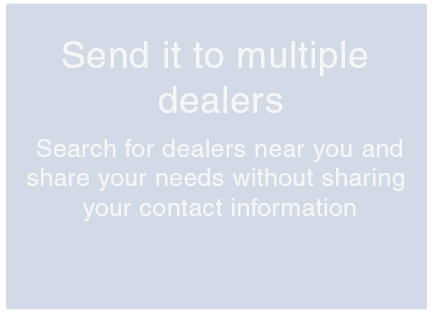 Send it to multiple
dealers
Search for dealers near you and
share your needs without sharing
your contact information